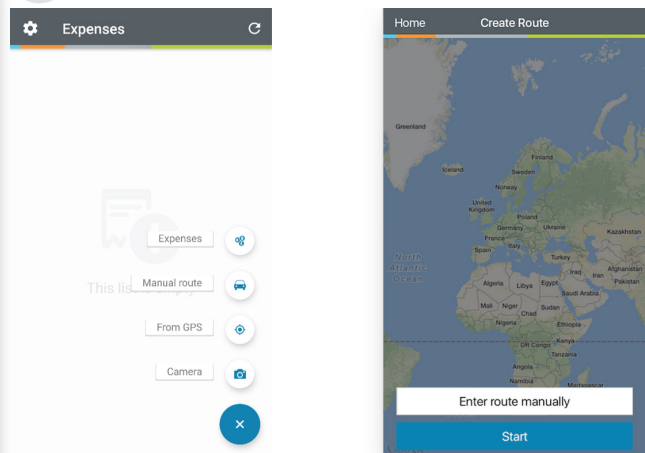 Expenses
This list is empty
Expenses
Manual route
From GPS
Camera
Home
Create Route
Greenland
Iceland
Finland
Sweden
Norway
United
Kingdom
Poland
Germany
Ukraine
Kazakhstan
France
Italy
Spain
Turkey
North
Atlantic
Ocean
Iraq
Iran
Afghanistan
Pakistan
Algeria
Libya
Egypt
Saudi Arabia
Mali
Niger
Sudan
Chad
Nigeria
Ethiopia
DR Congo
Kenya
Tanzania
Angola
Namibia
Madagascar
Enter route manually
Start